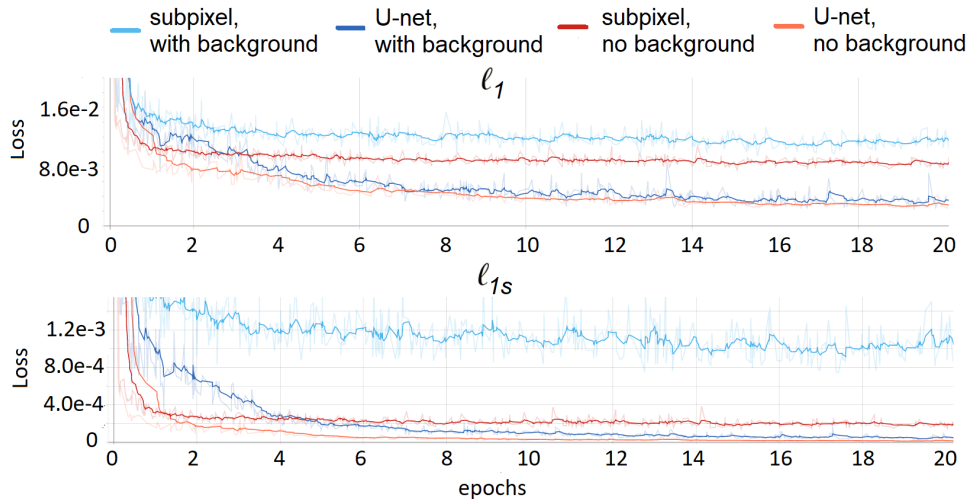 subpixel, with background
U-net, with background
subpixel, no background
U-net, no background
ℓ1
Loss
1.6e-2
8.0e-3
0
0 2 4 6 8 10 12 14 16 18 20
ℓ1s
Loss
1.2e-3
8.0e-4
4.0e-4
0
0 2 4 6 8 10 12 14 16 18 20
epochs